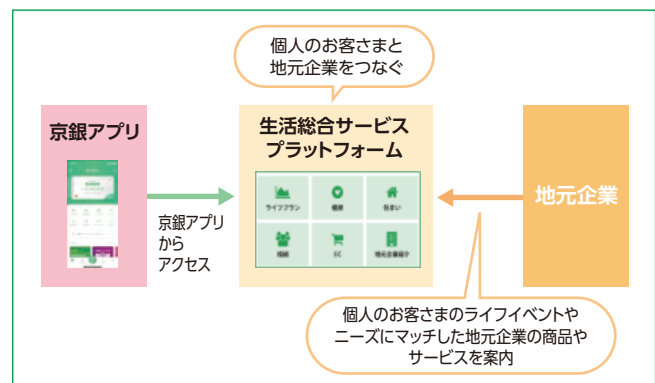 個人のお客さまと
地元企業をつなぐ
京銀アプリ
京銀アプリ
から
アクセス
生活総合サービス
プラットフォーム
ライフプラン
健康
住まい
相続
EC
地元企業紹介
地元企業
個人のお客さまのライフイベントや
ニーズにマッチした地元企業の商品や
サービスを案内